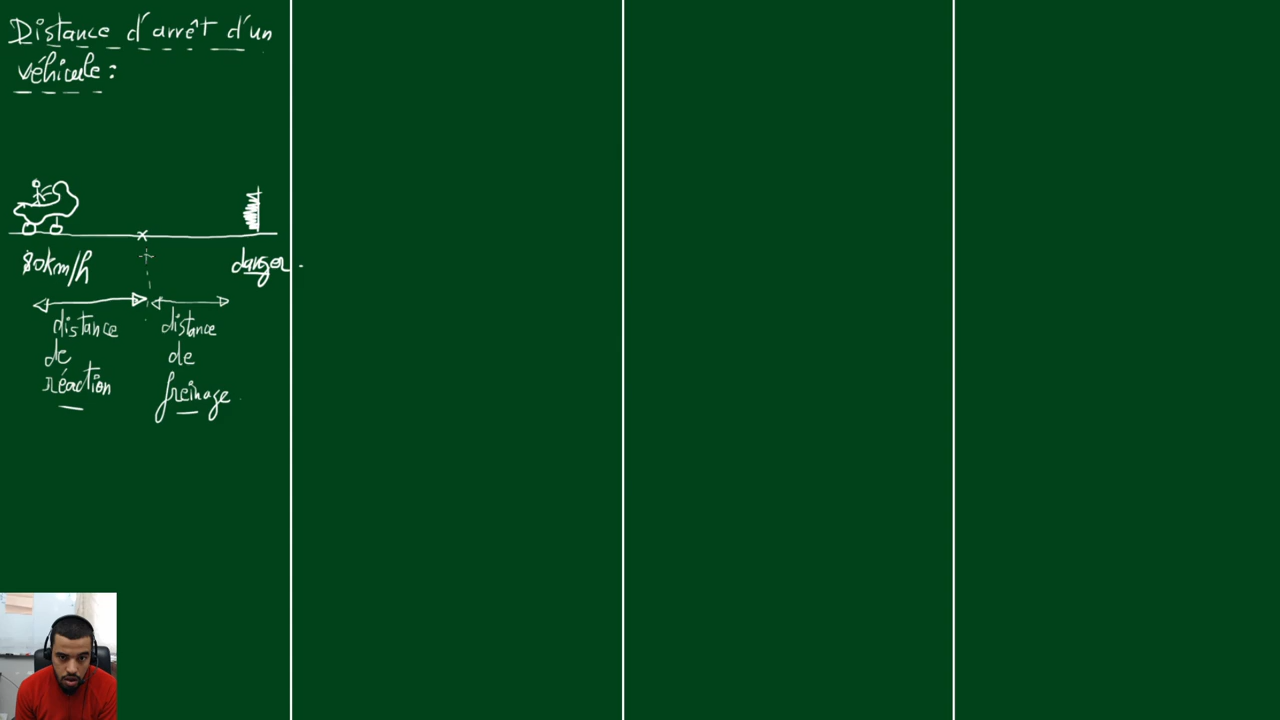 Distance d'arrêt d'un
véhicule :
80km/h
danger.
distance
de
réaction
distance
de
freinage.